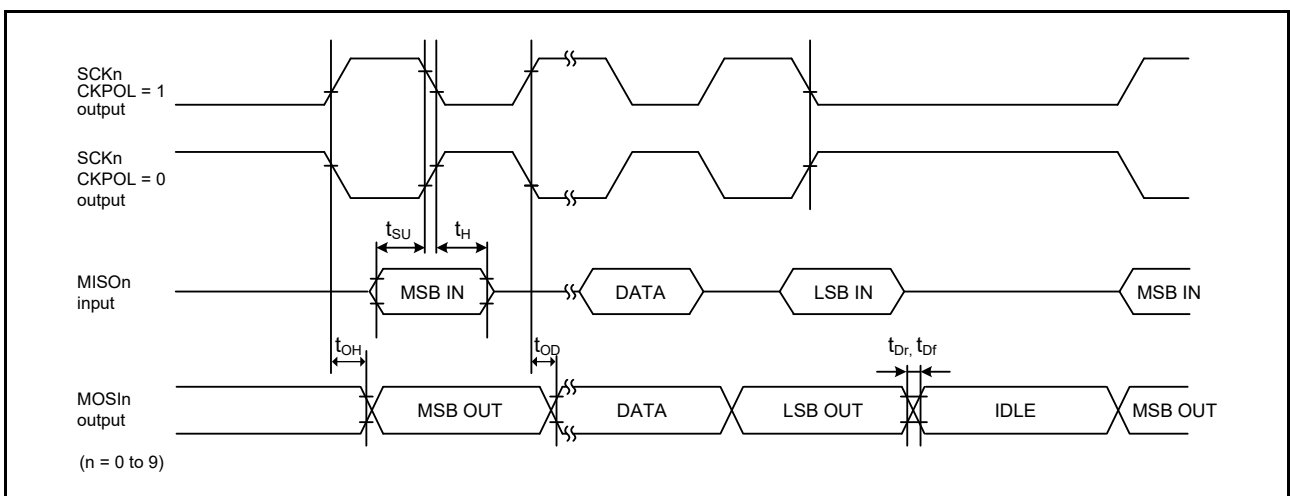 SCKn
CKPOL = 1
output
SCKn
CKPOL = 0
output
tSU
tH
MISOn
input
MSB IN
DATA
LSB IN
MSB IN
tOH
tOD
tDr, tDf
MOSIn
output
MSB OUT
DATA
LSB OUT
IDLE
MSB OUT
(n = 0 to 9)